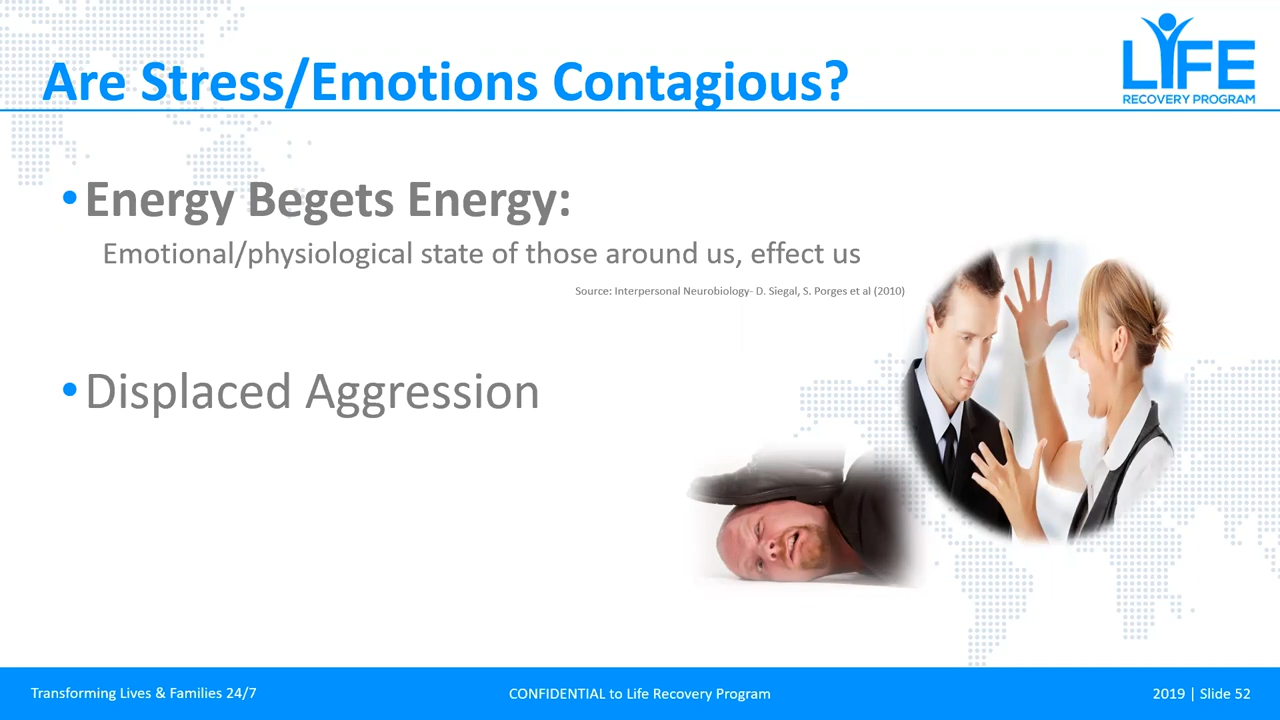 Are Stress/Emotions Contagious?
LIFE
RECOVERY PROGRAM
•Energy Begets Energy:
Emotional/physiological state of those around us, effect us
Source: Interpersonal Neurobiology- D. Siegal, S. Porges et al (2010)
•Displaced Aggression
Transforming Lives & Families 24/7
CONFIDENTIAL to Life Recovery Program
2019 | Slide 52